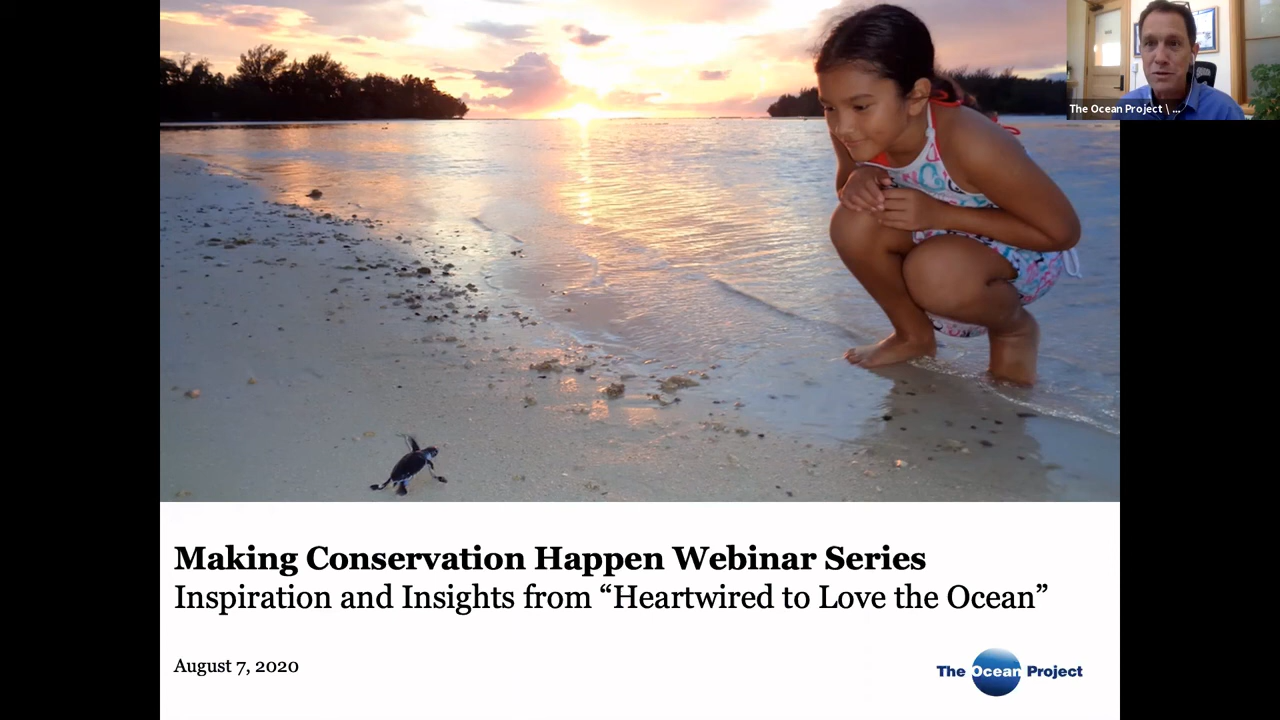 The Ocean Project \ ...
Making Conservation Happen Webinar Series
Inspiration and Insights from “Heartwired to Love the Ocean”
August 7, 2020
The Ocean Project